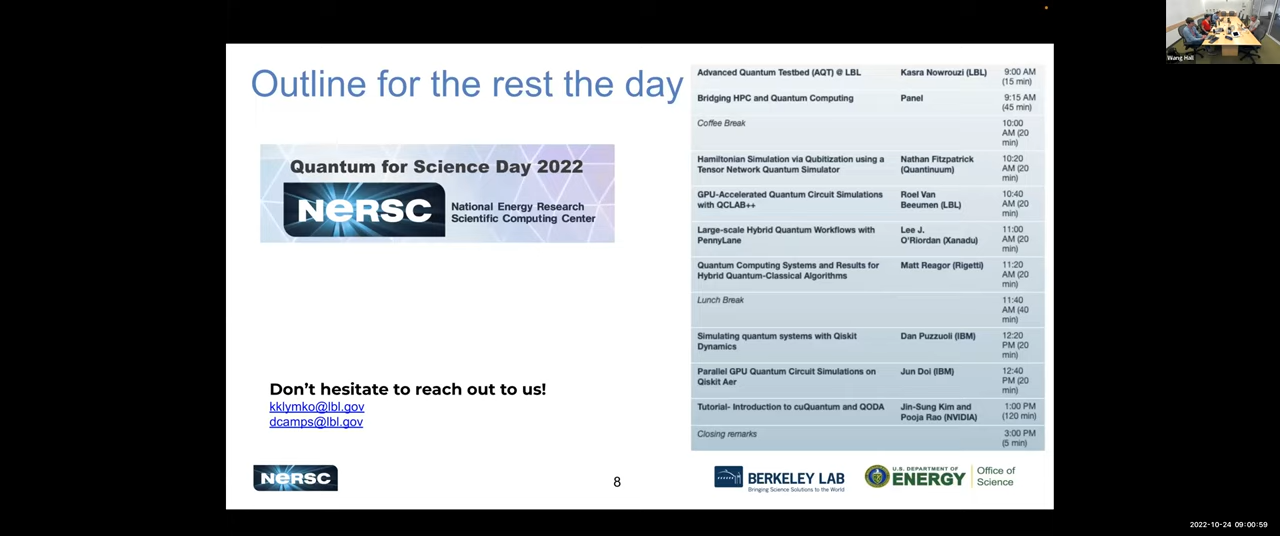 Outline for the rest the day
Quantum for Science Day 2022
NERSC
National Energy Research
Scientific Computing Center
Don't hesitate to reach out to us!
kklymko@lbl.gov
dcamps@lbl.gov
Advanced Quantum Testbed (AQT) @ LBL Kasra Nowrouzi (LBL) 9:00 AM
(15 min)
Bridging HPC and Quantum Computing Panel 9:15 AM
(45 min)
Coffee Break 10:00
AM (20
min)
Hamiltonian Simulation via Qubitization using a Nathan Fitzpatrick 10:20
Tensor Network Quantum Simulator (Quantinuum) AM (20
min)
GPU-Accelerated Quantum Circuit Simulations Roel Van 10:40
with QCLAB++ Beeumen (LBL) AM (20
min)
Large-scale Hybrid Quantum Workflows with Lee J. 11:00
PennyLane O'Riordan (Xanadu) AM (20
min)
Quantum Computing Systems and Results for Matt Reagor (Rigetti) 11:20
Hybrid Quantum-Classical Algorithms AM (20
min)
Lunch Break 11:40
AM (40
min)
Simulating quantum systems with Qiskit Dan Puzzuoli (IBM) 12:20
Dynamics PM (20
min)
Parallel GPU Quantum Circuit Simulations on Jun Doi (IBM) 12:40
Qiskit Aer PM (20
min)
Tutorial- Introduction to cuQuantum and QODA Jin-Sung Kim and 1:00 PM
Pooja Rao (NVIDIA) (120 min)
Closing remarks 3:00 PM
(5 min)
NERSC
8
BERKELEY LAB
Bringing Science Solutions to the World
U.S. DEPARTMENT OF
ENERGY
Office of
Science
Wang Hall
2022-10-24 09:00:59